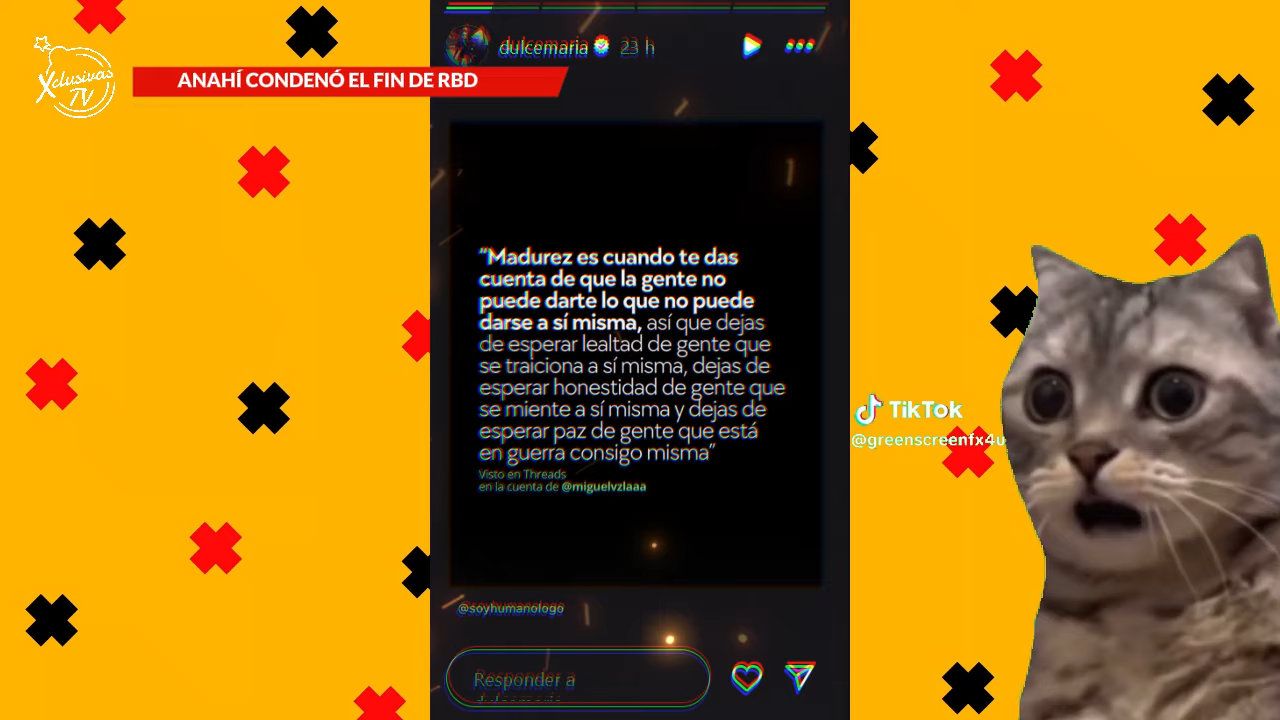 Xclusivas
TV
ANAHÍ CONDENÓ EL FIN DE RBD
dulcemaria 23 h
“Madurez es cuando te das
cuenta de que la gente no
puede darte lo que no puede
darse a sí misma, así que dejas
de esperar lealtad de gente que
se traiciona a sí misma, dejas de
esperar honestidad de gente que
se miente a sí misma y dejas de
esperar paz de gente que está
en guerra consigo misma”
Visto en Threads
en la cuenta de @miguelvzlaaa
@soyhumanologo
Responder a
dulcemaria
TikTok
@greenscreenfx4u